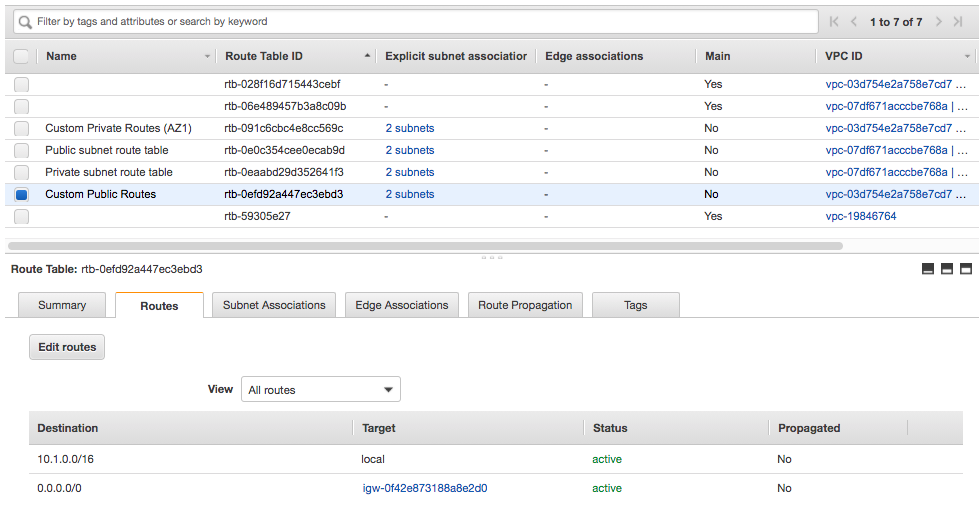 Filter by tags and attributes or search by keyword 1 to 7 of 7
Name Route Table ID Explicit subnet association Edge associations Main VPC ID
rtb-028f16d715443cebf - - Yes vpc-03d754e2a758e7cd7 ...
rtb-06e489457b3a8c09b - - Yes vpc-07df671acccbe768a | ...
Custom Private Routes (AZ1) rtb-091c6cbc4e8cc569c 2 subnets - No vpc-03d754e2a758e7cd7 ...
Public subnet route table rtb-0e0c354cee0ecab9d 2 subnets - No vpc-07df671acccbe768a | ...
Private subnet route table rtb-0eaabd29d352641f3 2 subnets - No vpc-07df671acccbe768a | ...
Custom Public Routes rtb-0efd92a447ec3ebd3 2 subnets - No vpc-03d754e2a758e7cd7 ...
rtb-59305e27 - - Yes vpc-19846764
Route Table: rtb-0efd92a447ec3ebd3
Summary Routes Subnet Associations Edge Associations Route Propagation Tags
Edit routes
View All routes
Destination Target Status Propagated
10.1.0.0/16 local active No
0.0.0.0/0 igw-0f42e873188a8e2d0 active No